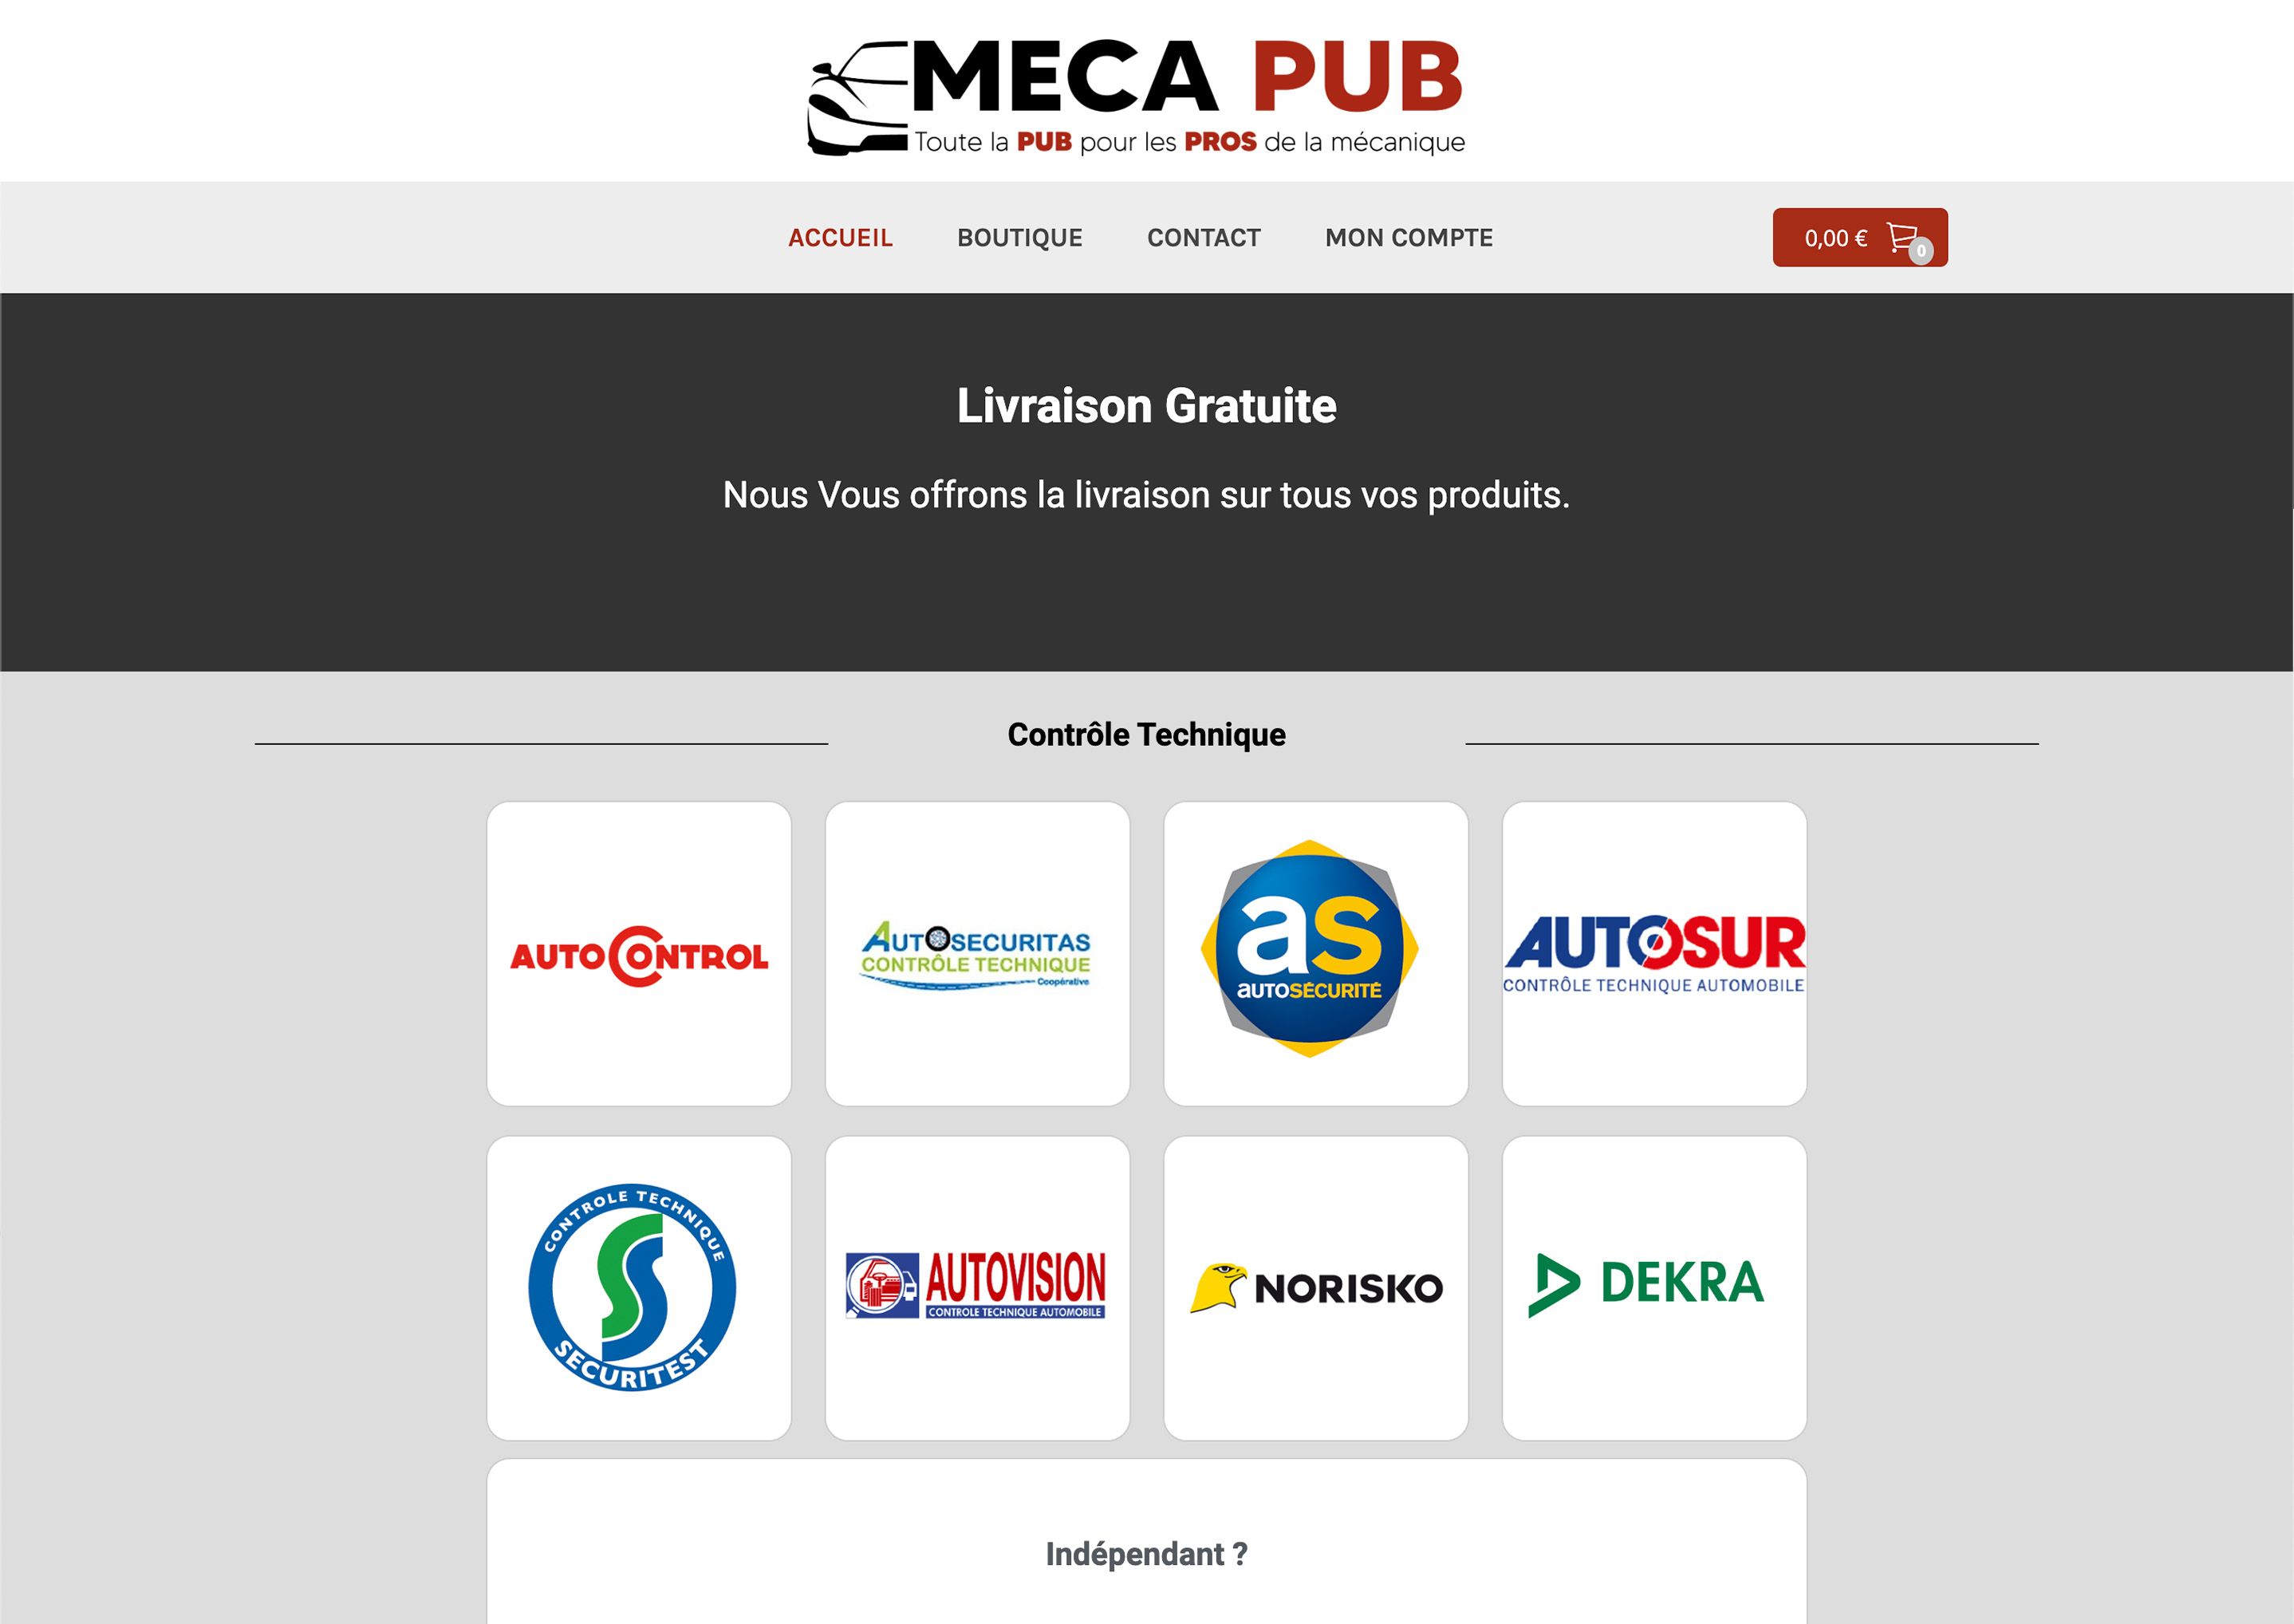 MECA PUB
Toute la PUB pour les PROS de la mécanique
ACCUEIL BOUTIQUE CONTACT MON COMPTE 0,00 € 0
Livraison Gratuite
Nous Vous offrons la livraison sur tous vos produits.
Contrôle Technique
AUTOCONTROL
AUTOSECURITAS
CONTRÔLE TECHNIQUE
Coopérative
as
AUTOSÉCURITÉ
AUTOSUR
CONTRÔLE TECHNIQUE AUTOMOBILE
CONTROLE TECHNIQUE
SECURITEST
AUTOVISION
CONTROLE TECHNIQUE AUTOMOBILE
NORISKO
DEKRA
Indépendant ?